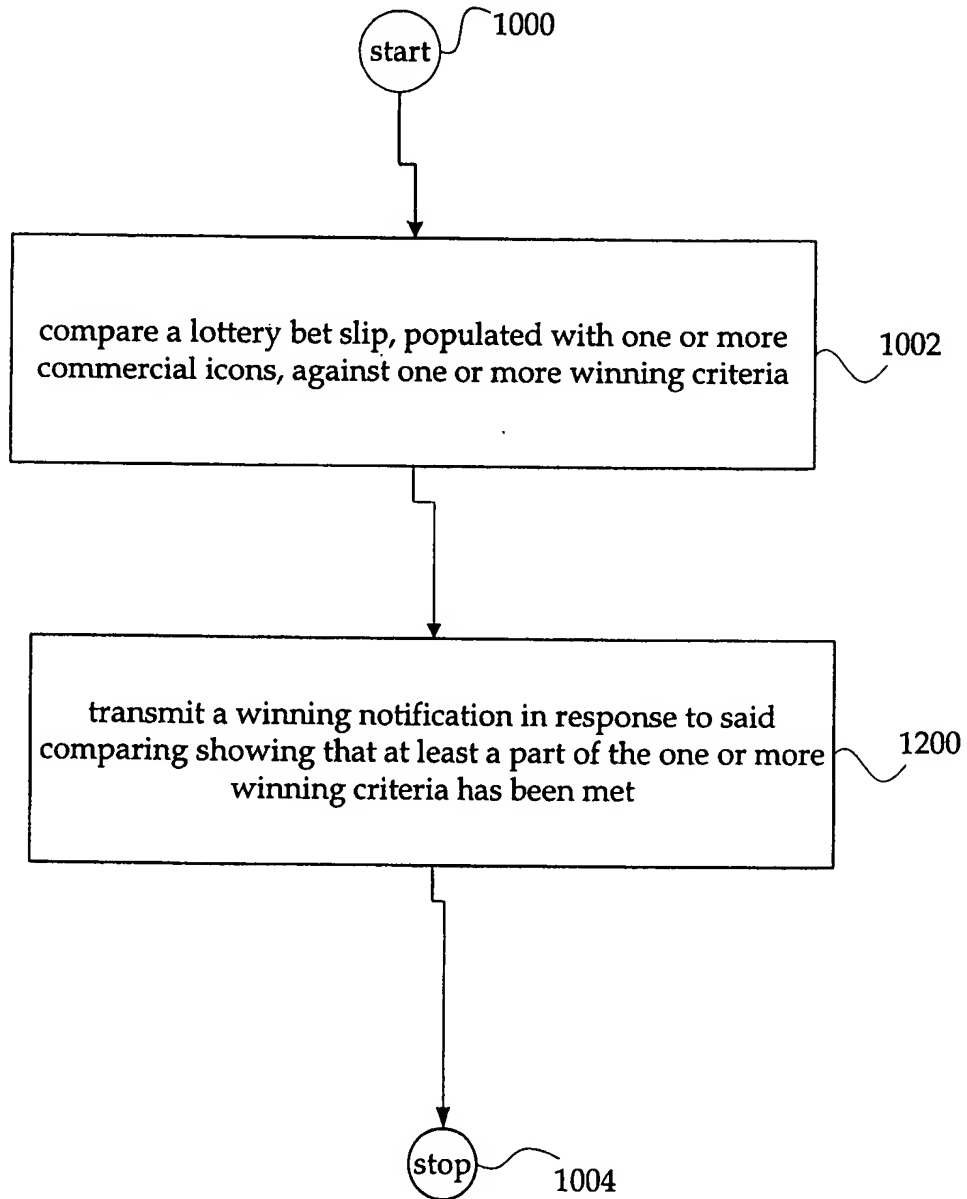 start
1000
compare a lottery bet slip, populated with one or more
commercial icons, against one or more winning criteria
1002
transmit a winning notification in response to said
comparing showing that at least a part of the one or more
winning criteria has been met
1200
stop
1004